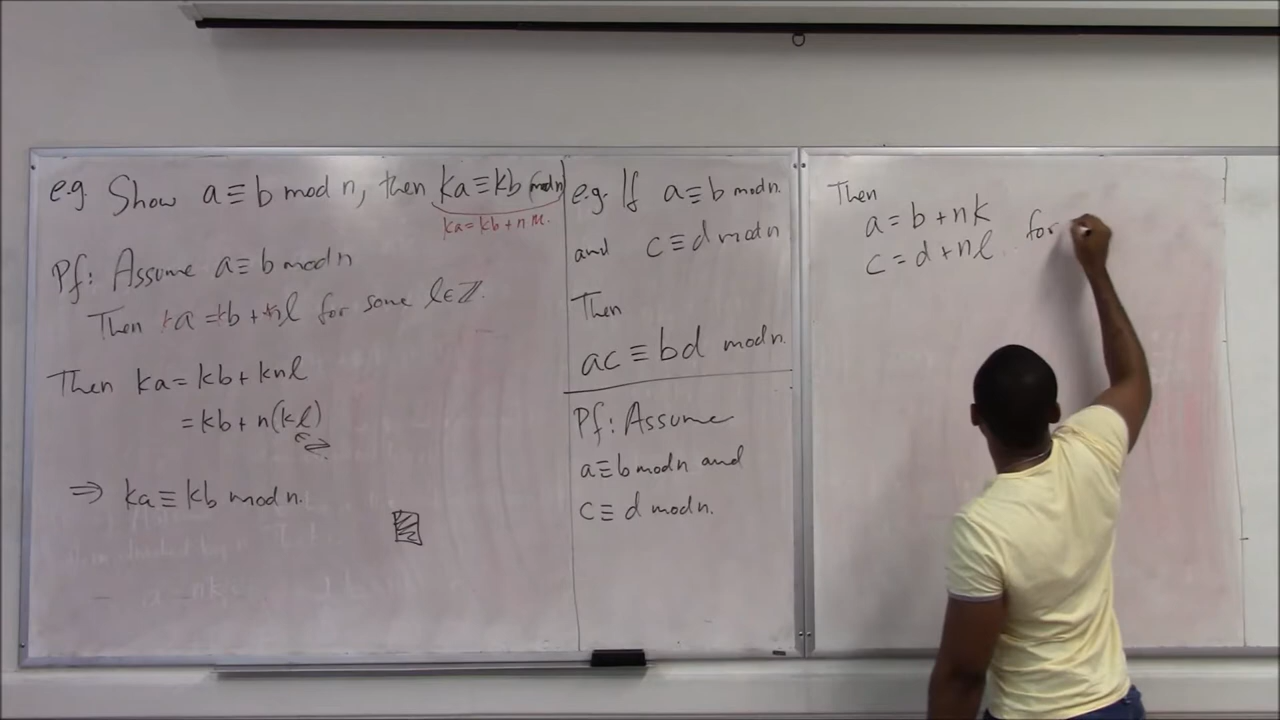 e.g. Show a ≡ b mod n, then ka ≡ kb (mod n)
ka = kb + n m.
Pf: Assume a ≡ b mod n
Then ka = kb + knl for some l ∈ ℤ.
Then ka = kb + knl
= kb + n(kl)
∈ ℤ.
⇒ ka ≡ kb mod n.
e.g. If a ≡ b mod n.
and c ≡ d mod n
Then
ac ≡ bd mod n.
Pf: Assume
a ≡ b mod n and
c ≡ d mod n.
Then
a = b + nk
c = d + nl for